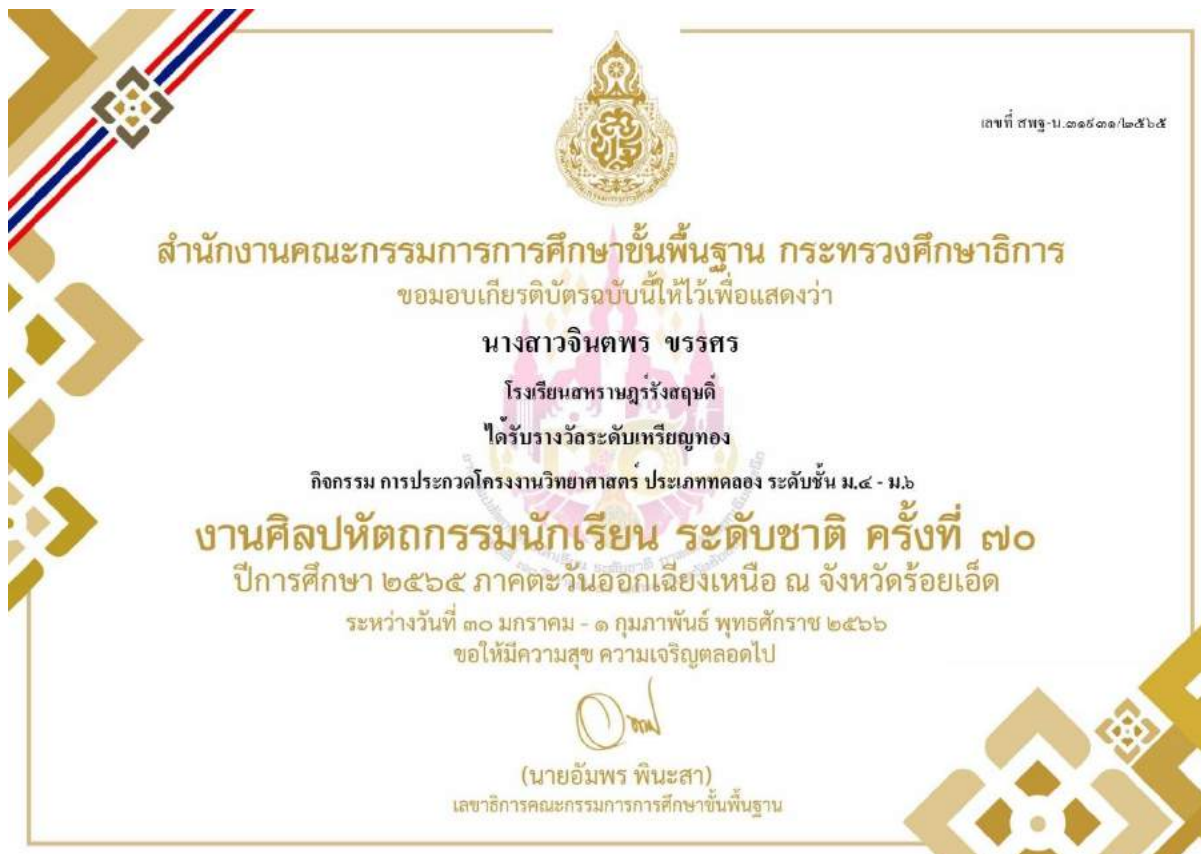 เลขที่ สพฐ-น.๓๑๙๓๑/๒๕๖๕
สำนักงานคณะกรรมการการศึกษาขั้นพื้นฐาน กระทรวงศึกษาธิการ
ขอมอบเกียรติบัตรฉบับนี้ให้ไว้เพื่อแสดงว่า
นางสาวจินตพร ขรรศร
โรงเรียนสหราษฎร์รังสฤษดิ์
ได้รับรางวัลระดับเหรียญทอง
กิจกรรม การประกวดโครงงานวิทยาศาสตร์ ประเภททดลอง ระดับชั้น ม.๔ - ม.๖
งานศิลปหัตถกรรมนักเรียน ระดับชาติ ครั้งที่ ๗๐
ปีการศึกษา ๒๕๖๕ ภาคตะวันออกเฉียงเหนือ ณ จังหวัดร้อยเอ็ด
ระหว่างวันที่ ๓๐ มกราคม - ๑ กุมภาพันธ์ พุทธศักราช ๒๕๖๖
ขอให้มีความสุข ความเจริญตลอดไป
(นายอัมพร พินะสา)
เลขาธิการคณะกรรมการการศึกษาขั้นพื้นฐาน